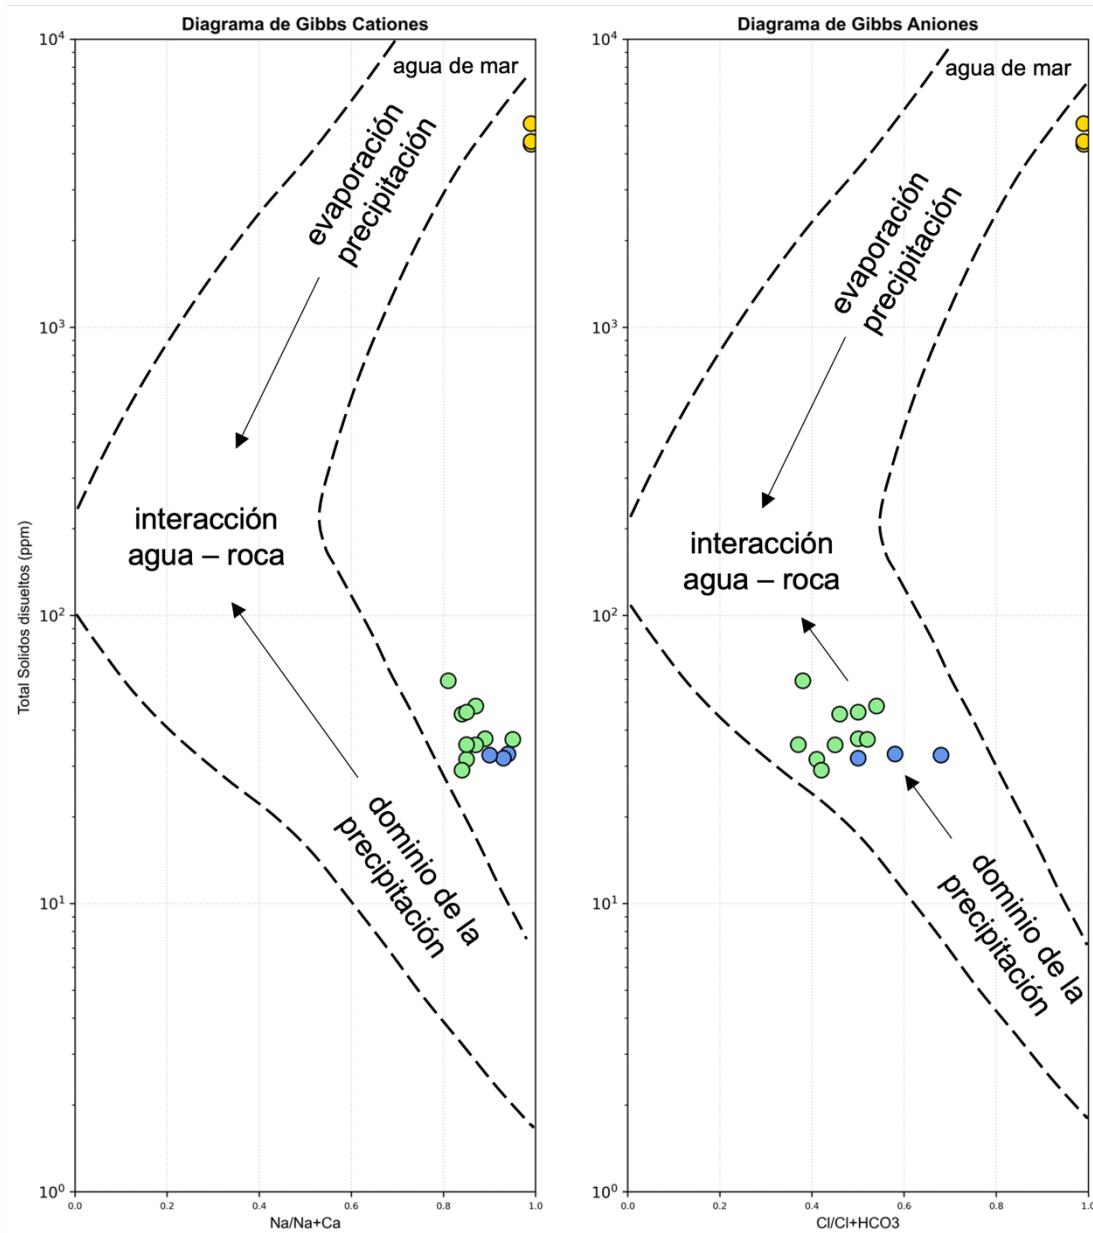 Diagrama de Gibbs Cationes
10⁴
10³
10²
10¹
10⁰
Total Solidos disueltos (ppm)
agua de mar
evaporación
precipitación
interacción
agua – roca
dominio de la
precipitación
0.0 0.2 0.4 0.6 0.8 1.0
Na/Na+Ca
Diagrama de Gibbs Aniones
10⁴
10³
10²
10¹
10⁰
agua de mar
evaporación
precipitación
interacción
agua – roca
dominio de la
precipitación
0.0 0.2 0.4 0.6 0.8 1.0
Cl/Cl+HCO3